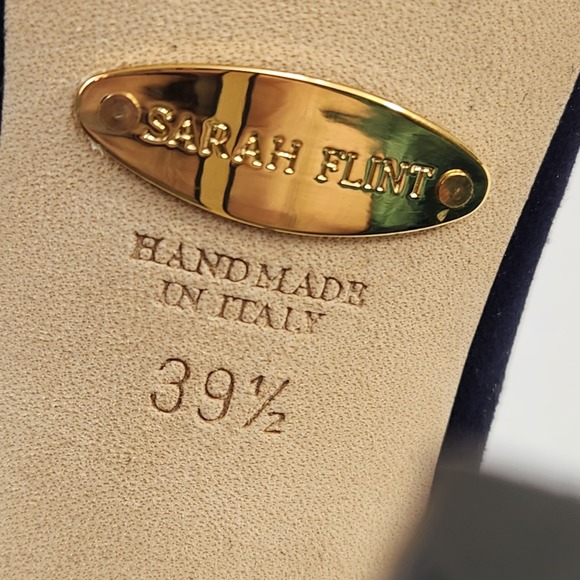 SARAH FLINT
HANDMADE
IN ITALY
39½